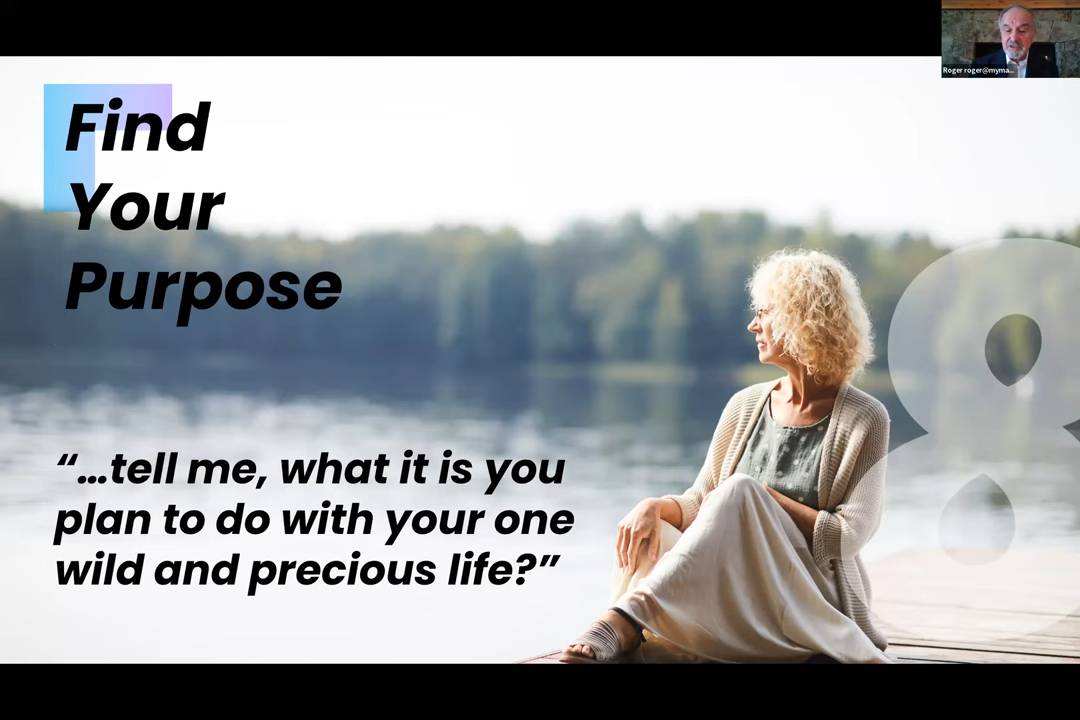 Roger roger@myma...
Find
Your
Purpose
8
“...tell me, what it is you
plan to do with your one
wild and precious life?”